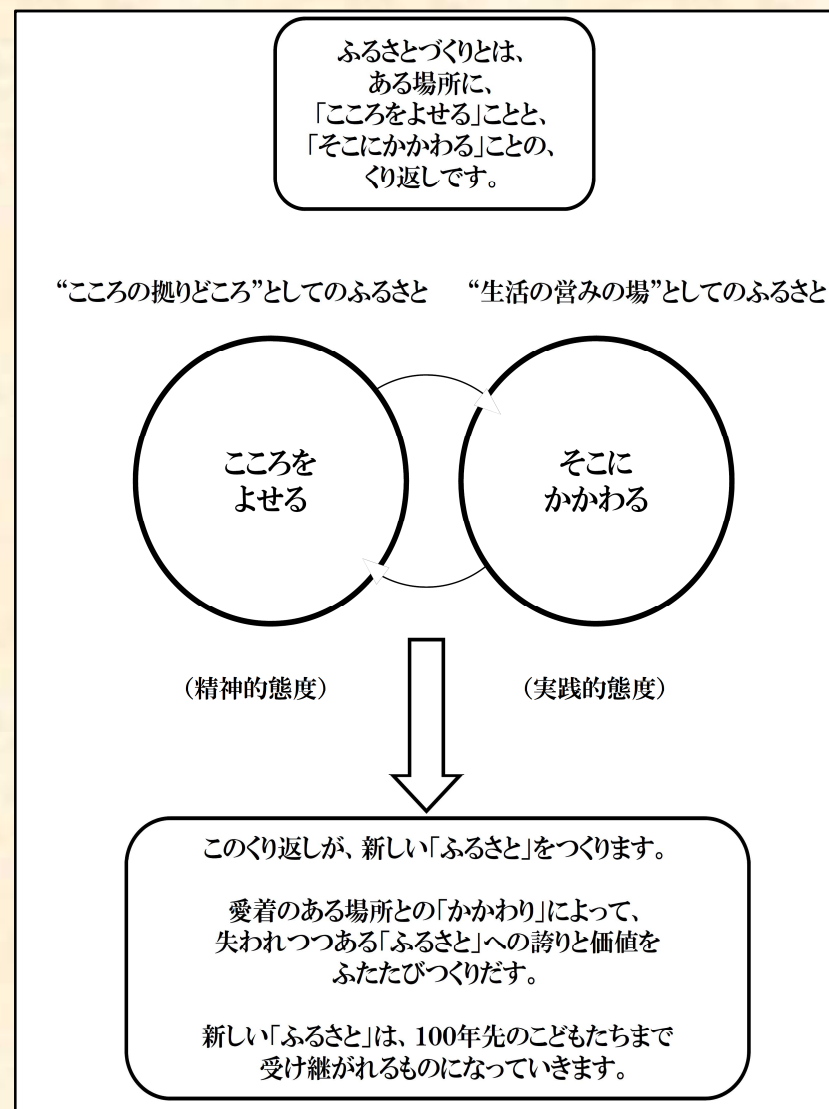 ふるさとづくりとは、
ある場所に、
「こころをよせる」ことと、
「そこにかかわる」ことの、
くり返しです。
“こころの拠りどころ”としてのふるさと
“生活の営みの場”としてのふるさと
こころを
よせる
そこに
かかわる
（精神的態度）
（実践的態度）
このくり返しが、新しい「ふるさと」をつくります。
愛着のある場所との「かかわり」によって、
失われつつある「ふるさと」への誇りと価値を
ふたたびつくりだす。
新しい「ふるさと」は、100年先のこどもたちまで
受け継がれるものになっていきます。